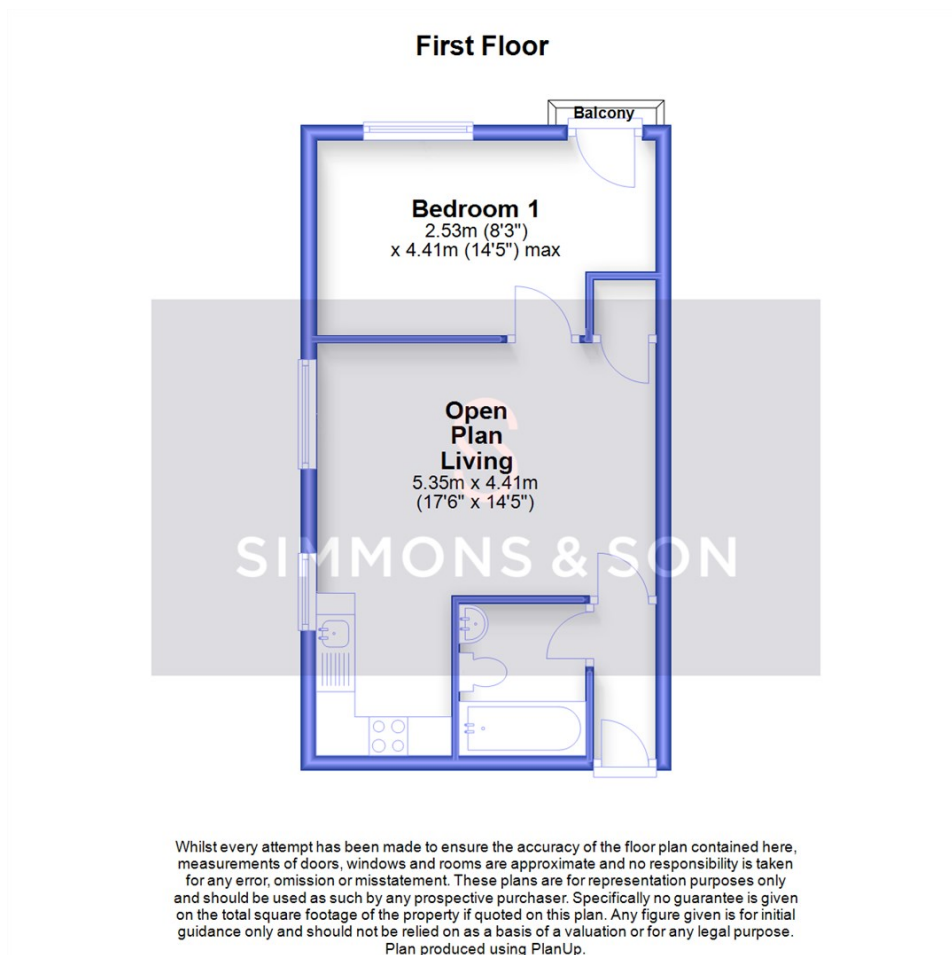 First Floor
Balcony
Bedroom 1
2.53m (8'3")
x 4.41m (14'5") max
Open
Plan
Living
5.35m x 4.41m
(17'6" x 14'5")
S
SIMMONS & SON
Whilst every attempt has been made to ensure the accuracy of the floor plan contained here,
measurements of doors, windows and rooms are approximate and no responsibility is taken
for any error, omission or misstatement. These plans are for representation purposes only
and should be used as such by any prospective purchaser. Specifically no guarantee is given
on the total square footage of the property if quoted on this plan. Any figure given is for initial
guidance only and should not be relied on as a basis of a valuation or for any legal purpose.
Plan produced using PlanUp.